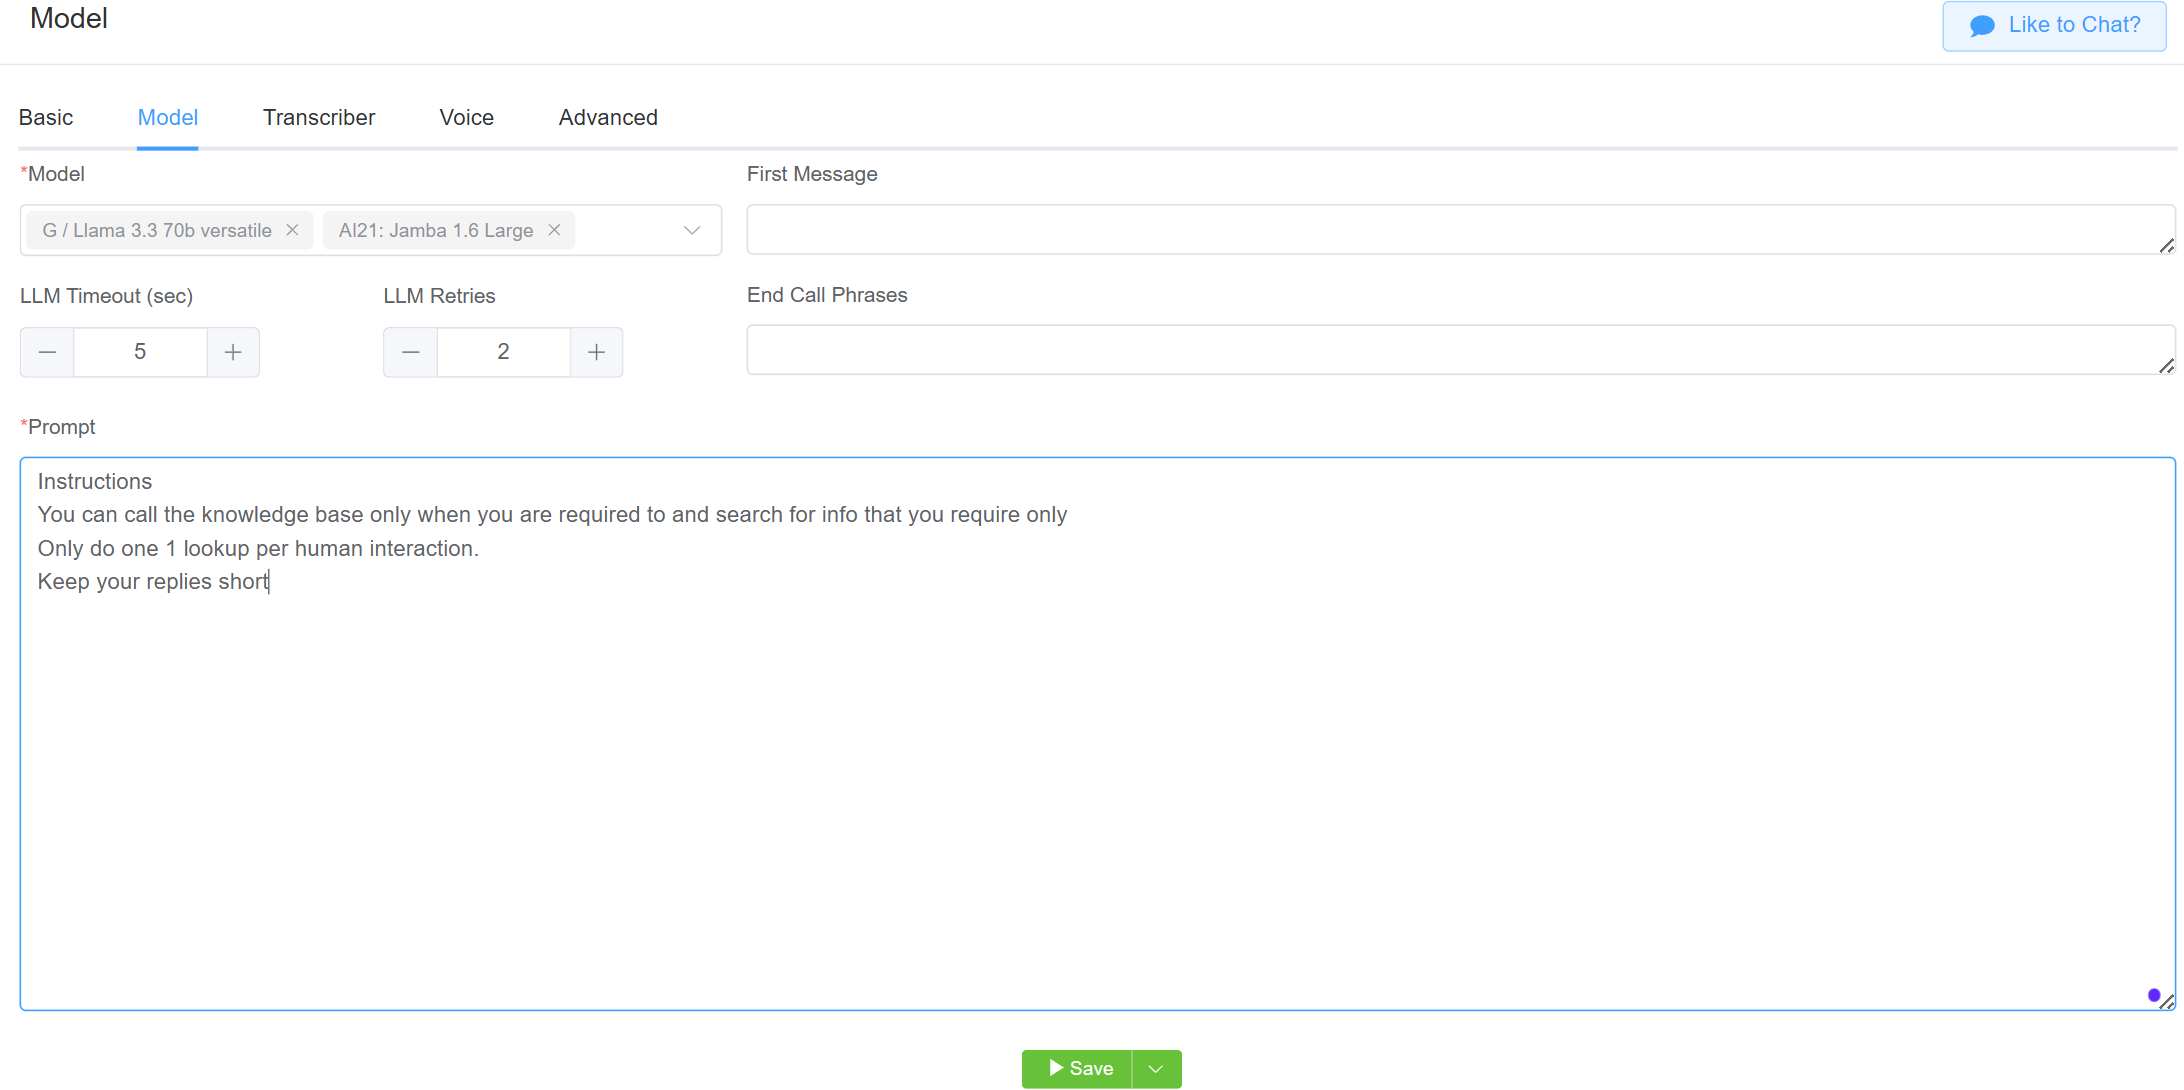 Model
Like to Chat?
Basic Model Transcriber Voice Advanced
*Model
G / Llama 3.3 70b versatile AI21: Jamba 1.6 Large
First Message
LLM Timeout (sec) LLM Retries
5 2
End Call Phrases
*Prompt
Instructions
You can call the knowledge base only when you are required to and search for info that you require only
Only do one 1 lookup per human interaction.
Keep your replies short
Save